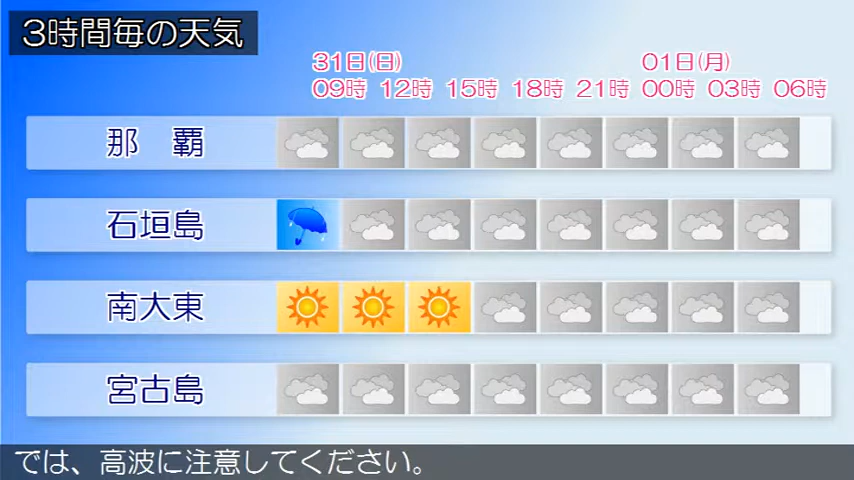 3時間毎の天気
31日(日) 01日(月)
09時 12時 15時 18時 21時 00時 03時 06時
那　覇
石垣島
南大東
宮古島
では、高波に注意してください。